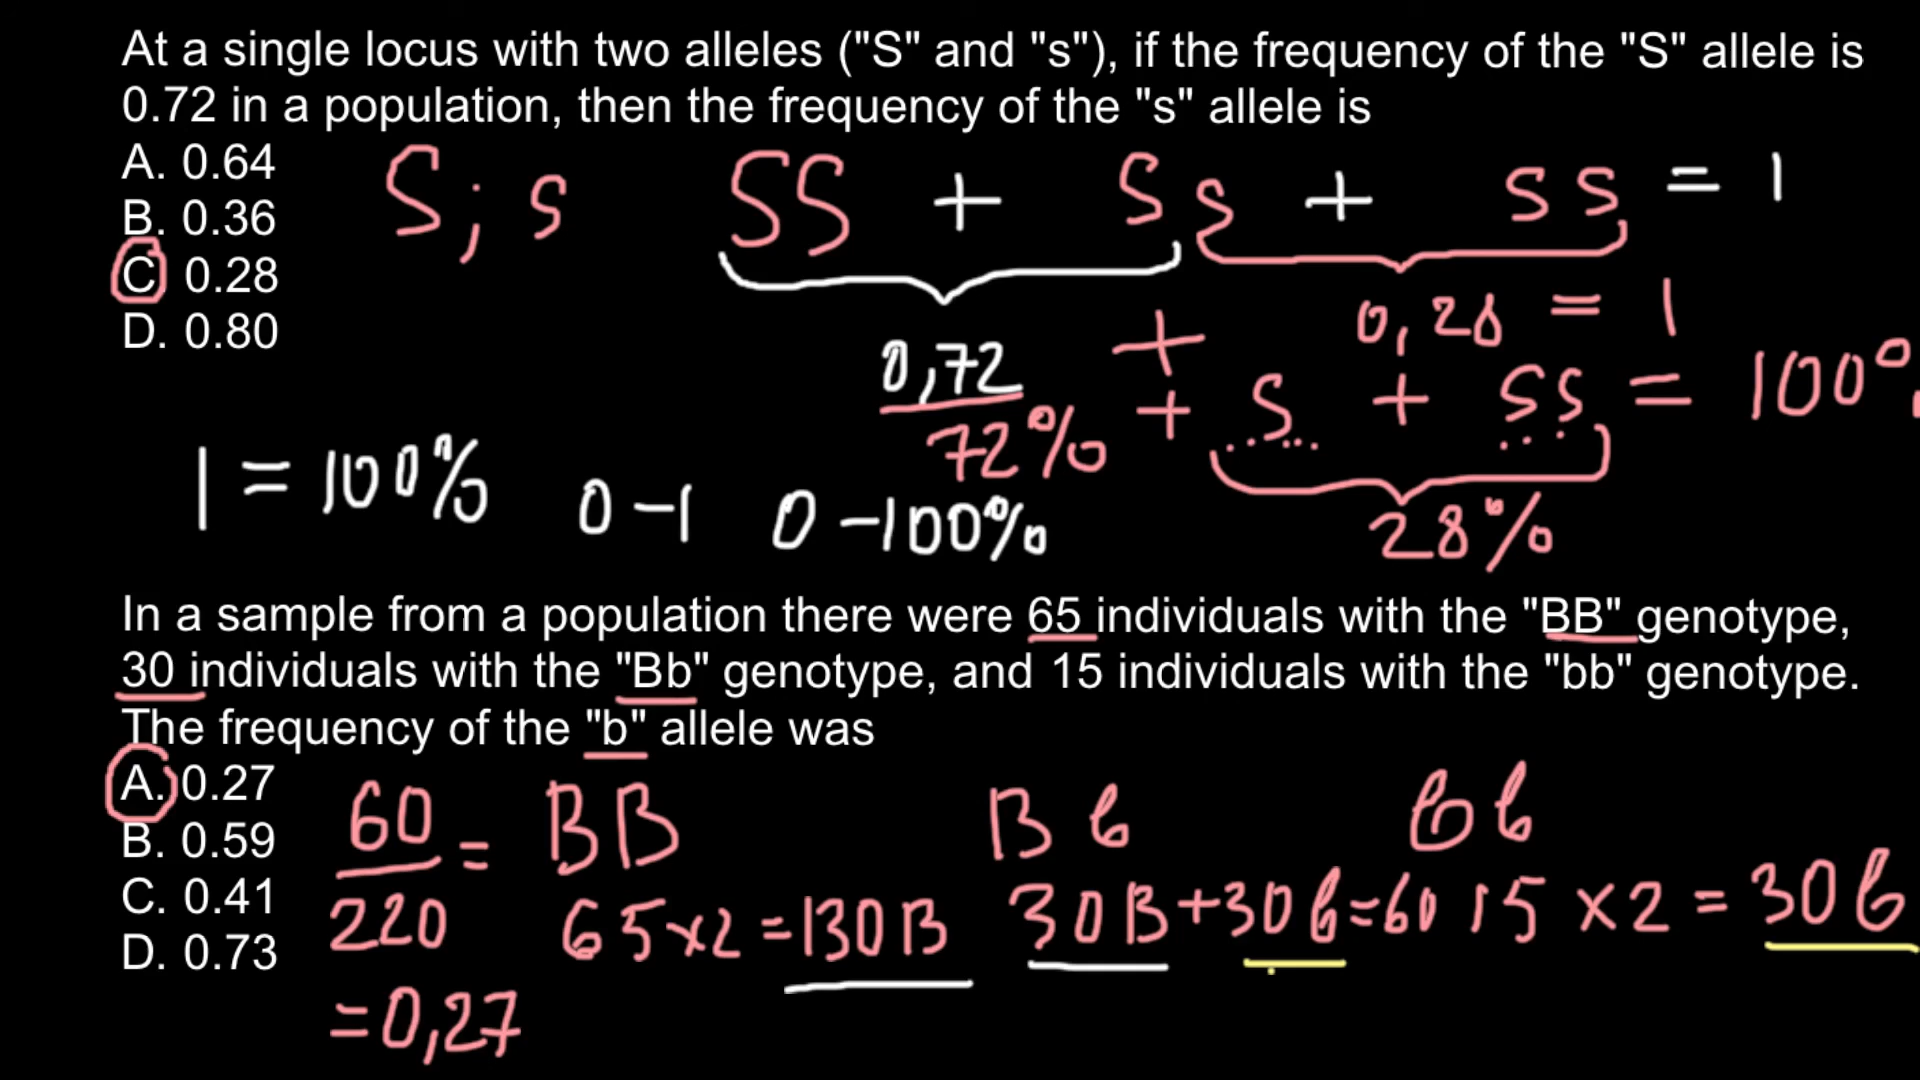 At a single locus with two alleles ("S" and "s"), if the frequency of the "S" allele is
0.72 in a population, then the frequency of the "s" allele is
A. 0.64
B. 0.36
C. 0.28
D. 0.80
S; s SS + Ss + ss = 1
0,72 + 0,28 = 1
72% + s + ss = 100%
28%
1 = 100% 0-1 0-100%
In a sample from a population there were 65 individuals with the "BB" genotype,
30 individuals with the "Bb" genotype, and 15 individuals with the "bb" genotype.
The frequency of the "b" allele was
A. 0.27
B. 0.59
C. 0.41
D. 0.73
60/220 = BB Bb bb
65x2=130B 30B+30b=60 15x2=30b
=0,27